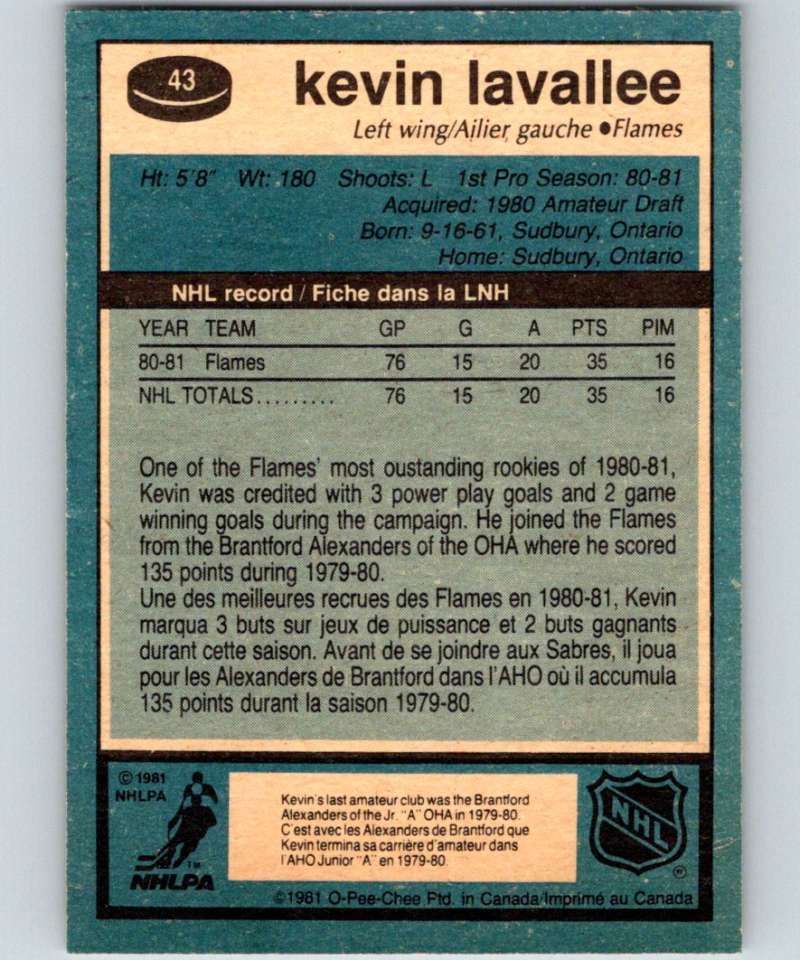 43
kevin lavallee
Left wing/Ailier gauche ●Flames
Ht: 5'8" Wt: 180 Shoots: L 1st Pro Season: 80-81
Acquired: 1980 Amateur Draft
Born: 9-16-61, Sudbury, Ontario
Home: Sudbury, Ontario
NHL record / Fiche dans la LNH
YEAR TEAM GP G A PTS PIM
80-81 Flames 76 15 20 35 16
NHL TOTALS......... 76 15 20 35 16
One of the Flames' most oustanding rookies of 1980-81,
Kevin was credited with 3 power play goals and 2 game
winning goals during the campaign. He joined the Flames
from the Brantford Alexanders of the OHA where he scored
135 points during 1979-80.
Une des meilleures recrues des Flames en 1980-81, Kevin
marqua 3 buts sur jeux de puissance et 2 buts gagnants
durant cette saison. Avant de se joindre aux Sabres, il joua
pour les Alexanders de Brantford dans l'AHO où il accumula
135 points durant la saison 1979-80.
©1981
NHLPA
TM
NHLPA
Kevin's last amateur club was the Brantford
Alexanders of the Jr. "A" OHA in 1979-80.
C'est avec les Alexanders de Brantford que
Kevin termina sa carrière d'amateur dans
l'AHO Junior "A" en 1979-80.
NHL
©1981 O-Pee-Chee Ptd. in Canada/Imprimé au Canada